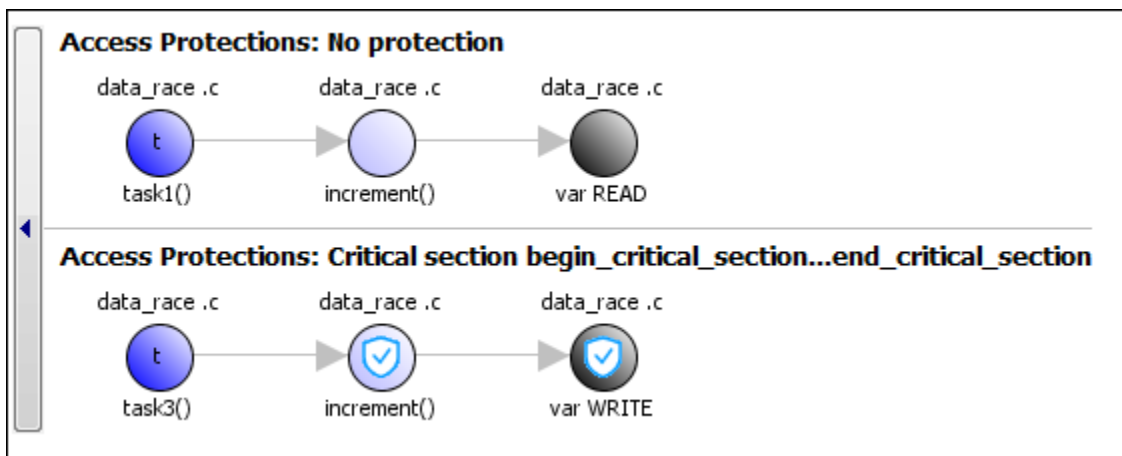 Access Protections: No protection
data_race .c data_race .c data_race .c
t
task1() increment() var READ
Access Protections: Critical section begin_critical_section...end_critical_section
data_race .c data_race .c data_race .c
t
task3() increment() var WRITE